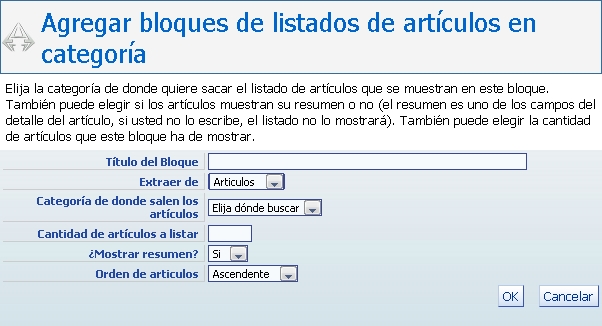 Agregar bloques de listados de artículos en
categoría
Elija la categoría de donde quiere sacar el listado de artículos que se muestran en este bloque.
También puede elegir si los artículos muestran su resumen o no (el resumen es uno de los campos del
detalle del artículo, si usted no lo escribe, el listado no lo mostrará). También puede elegir la cantidad
de artículos que este bloque ha de mostrar.
Título del Bloque
Extraer de Articulos
Categoría de donde salen los
artículos Elija dónde buscar
Cantidad de artículos a listar
¿Mostrar resumen? Si
Orden de articulos Ascendente
OK Cancelar